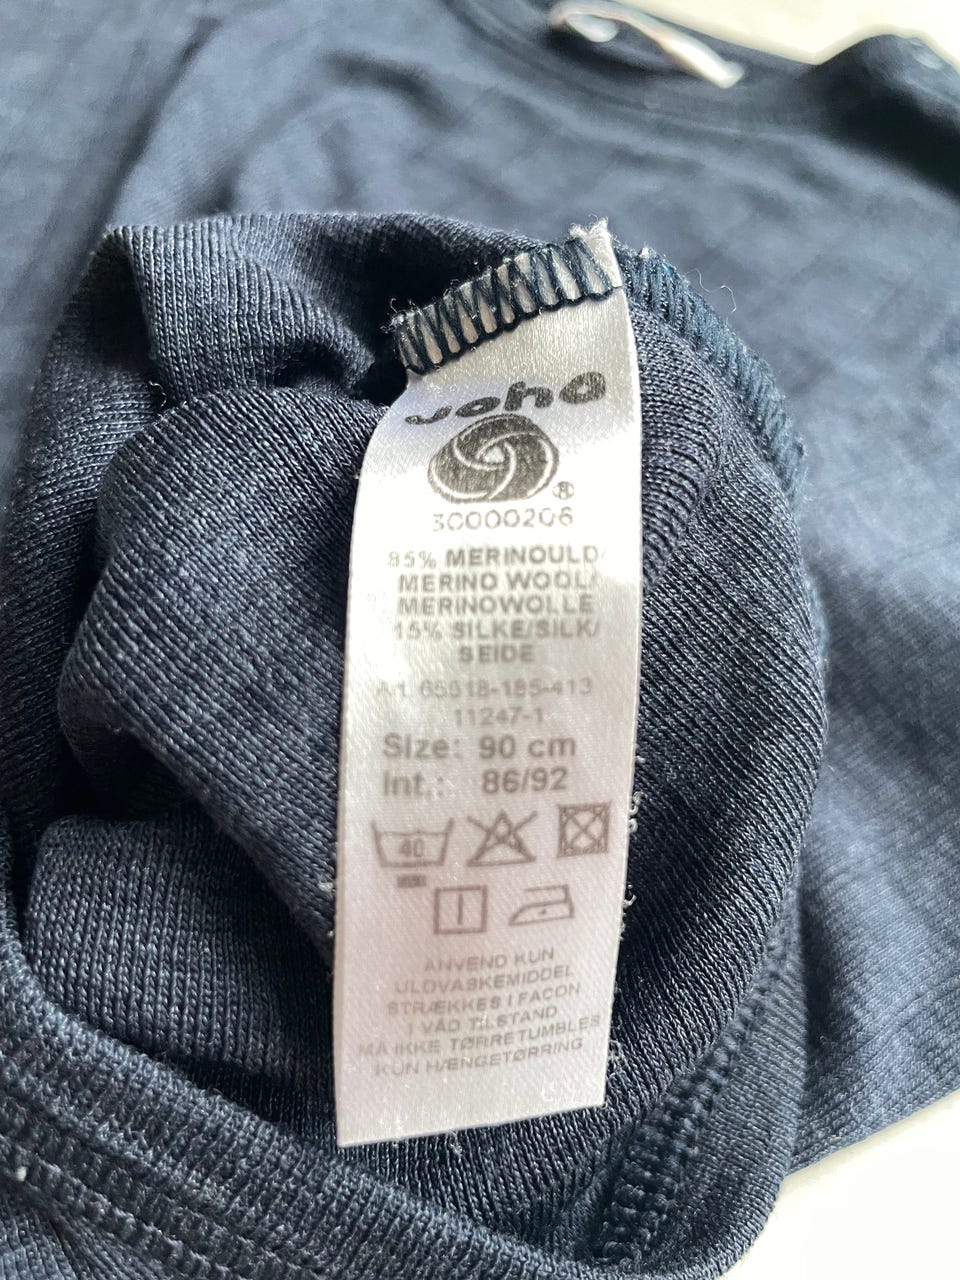 joha
®
30000206
85% MERINOULD/
MERINO WOOL/
MERINOWOLLE
15% SILKE/SILK/
SEIDE
Art. 65518-185-413
11247-1
Size: 90 cm
Int.: 86/92
40
ANVEND KUN
ULDVASKEMIDDEL
STRÆKKES I FACON
I VÅD TILSTAND
MÅ IKKE TØRRETUMBLES
KUN HÆNGETØRRING